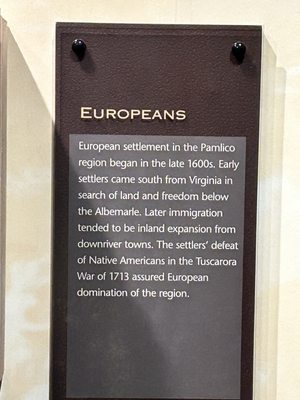 EUROPEANS
European settlement in the Pamlico
region began in the late 1600s. Early
settlers came south from Virginia in
search of land and freedom below
the Albemarle. Later immigration
tended to be inland expansion from
downriver towns. The settlers' defeat
of Native Americans in the Tuscarora
War of 1713 assured European
domination of the region.